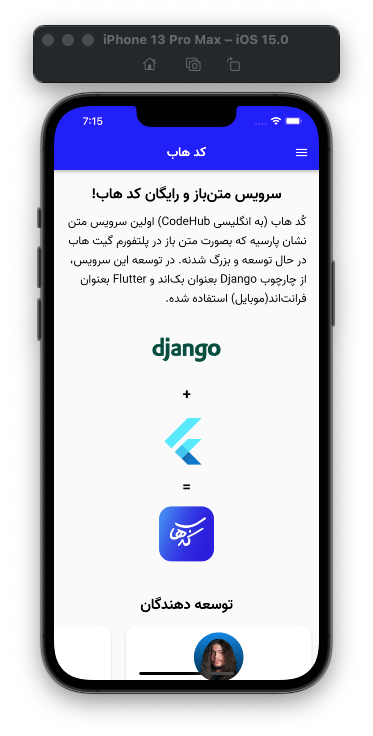 iPhone 13 Pro Max – iOS 15.0
7:15
کد هاب
سرویس متن‌باز و رایگان کد هاب!
کُد هاب (به انگلیسی CodeHub) اولین سرویس متن
نشان پارسیه که بصورت متن باز در پلتفورم گیت هاب
در حال توسعه و بزرگ شدنه. در توسعه این سرویس،
از چارچوب Django بعنوان بک‌اند و Flutter بعنوان
فرانت‌اند(موبایل) استفاده شده.
django
+
=
کدهاب
توسعه دهندگان